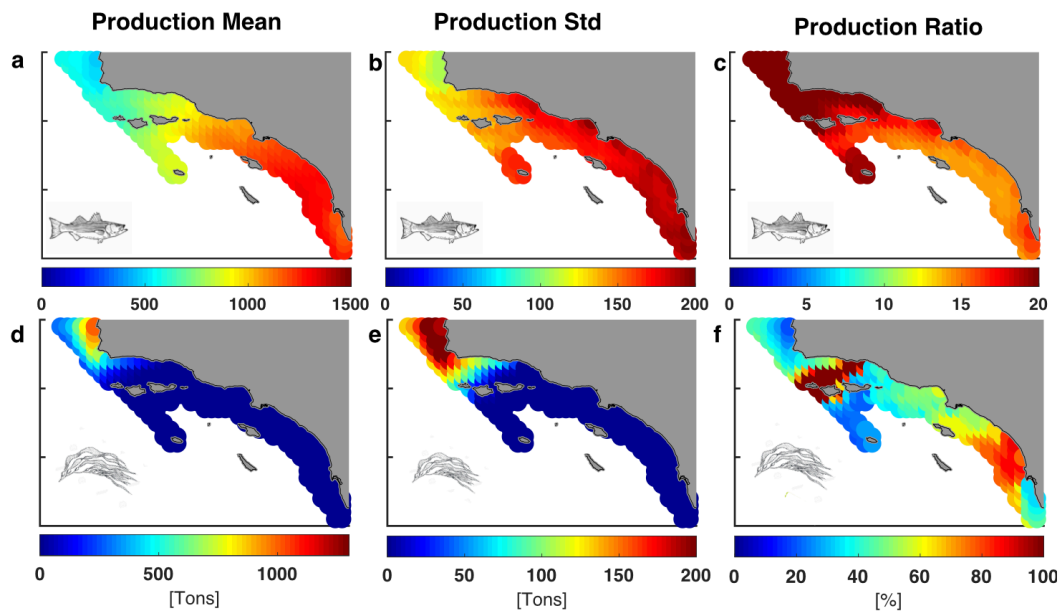 Production Mean Production Std Production Ratio
a b c
0 500 1000 1500 0 50 100 150 200 0 5 10 15 20
d e f
0 500 1000 0 50 100 150 200 0 20 40 60 80 100
[Tons] [Tons] [%]